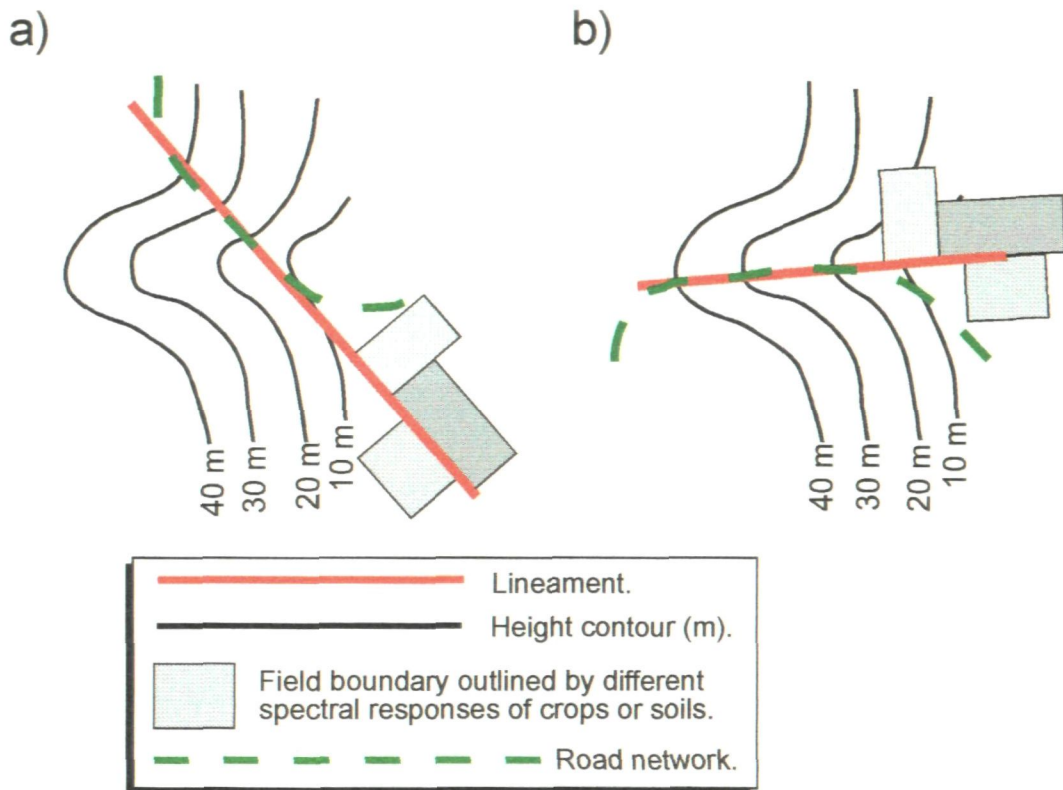 a)
b)
40 m
30 m
20 m
10 m
40 m
30 m
20 m
10 m
Lineament.
Height contour (m).
Field boundary outlined by different
spectral responses of crops or soils.
Road network.